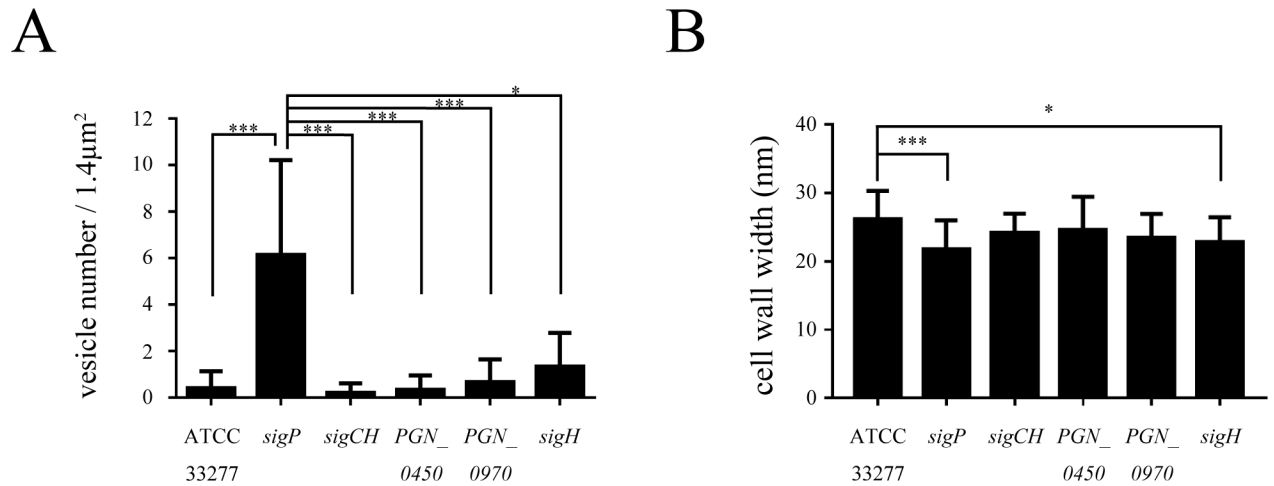 A
B
vesicle number / 1.4μm²
12
10
8
6
4
2
0
***
***
***
***
*
ATCC 33277
sigP
sigCH
PGN_ 0450
PGN_ 0970
sigH
cell wall width (nm)
40
30
20
10
0
***
*
ATCC 33277
sigP
sigCH
PGN_ 0450
PGN_ 0970
sigH